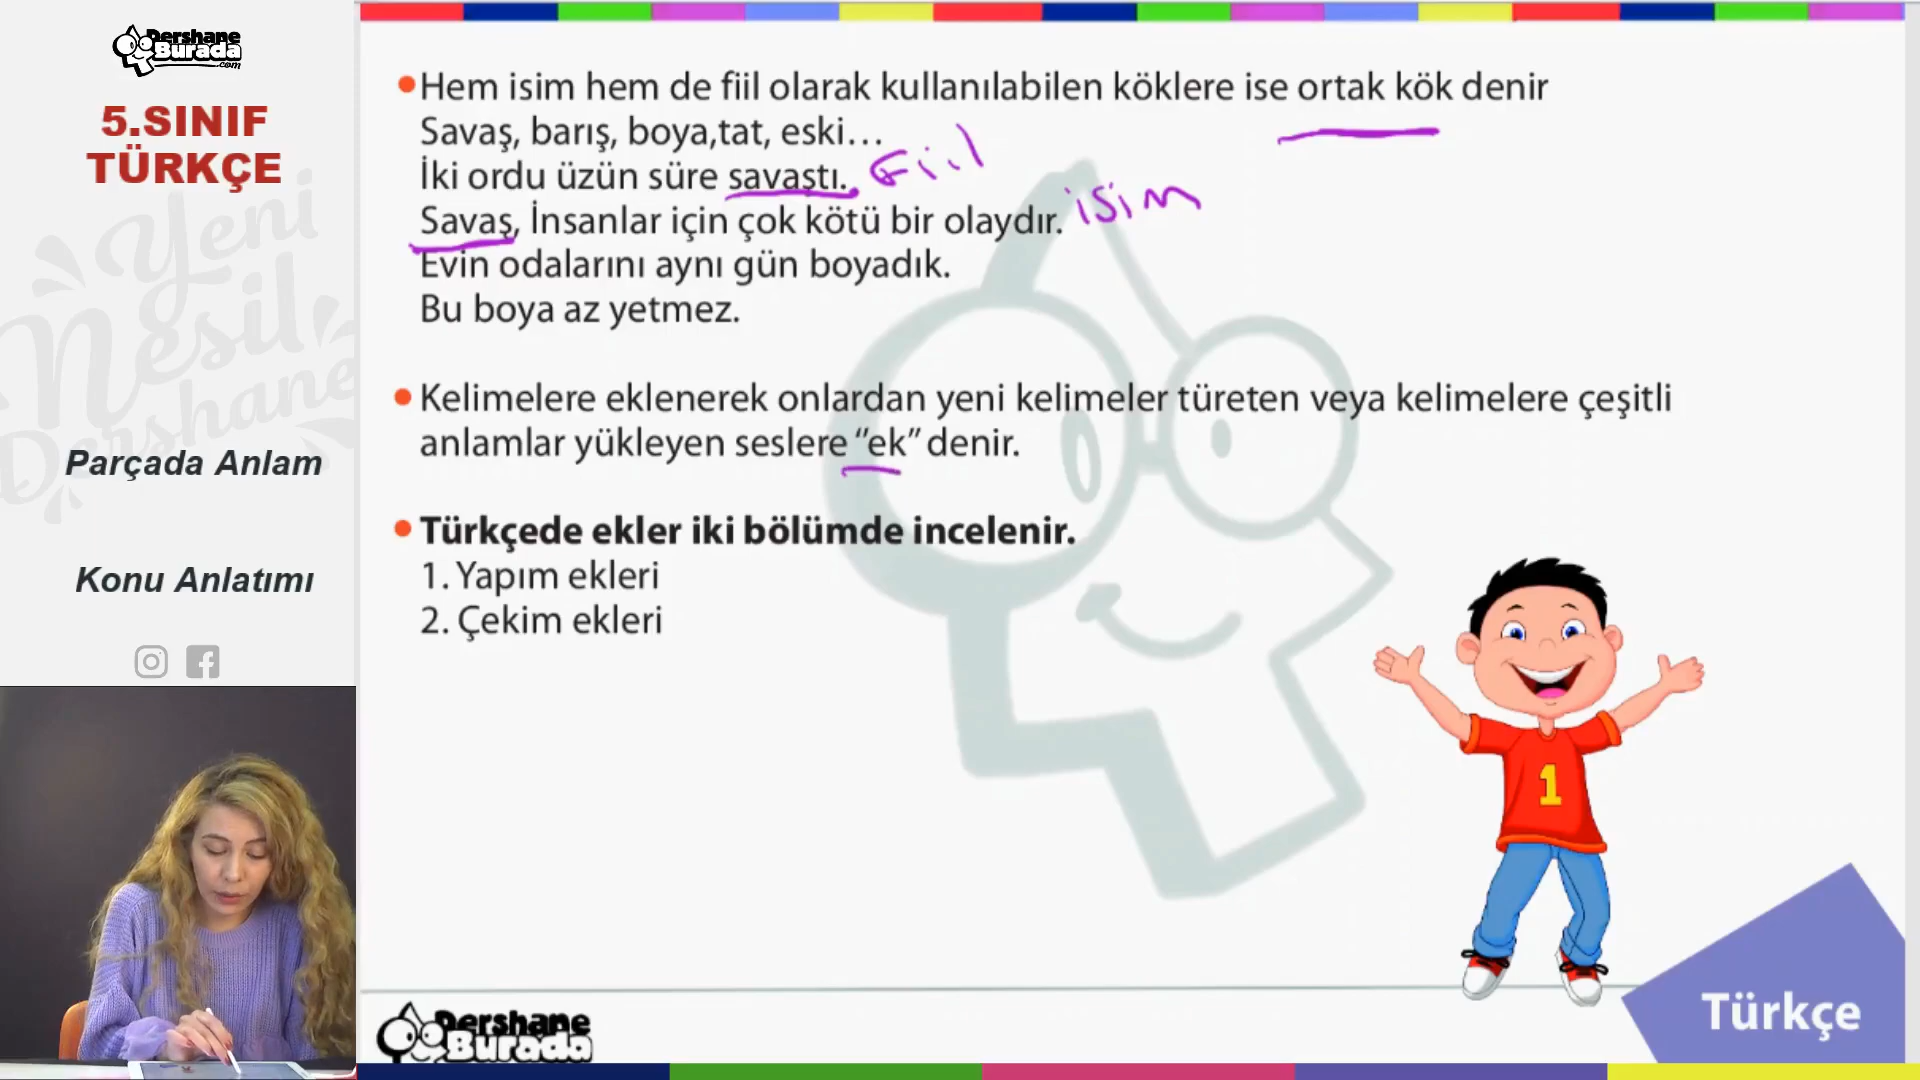 Dershane
Burada
.com
5.SINIF
TÜRKÇE
Yeni
Nesil
Dershane
Parçada Anlam
Konu Anlatımı
Hem isim hem de fiil olarak kullanılabilen köklere ise ortak kök denir
Savaş, barış, boya,tat, eski...
İki ordu üzün süre savaştı. Fiil
Savaş, İnsanlar için çok kötü bir olaydır. isim
Evin odalarını aynı gün boyadık.
Bu boya az yetmez.
Kelimelere eklenerek onlardan yeni kelimeler türeten veya kelimelere çeşitli
anlamlar yükleyen seslere “ek” denir.
Türkçede ekler iki bölümde incelenir.
1. Yapım ekleri
2. Çekim ekleri
1
Türkçe
Dershane
Burada